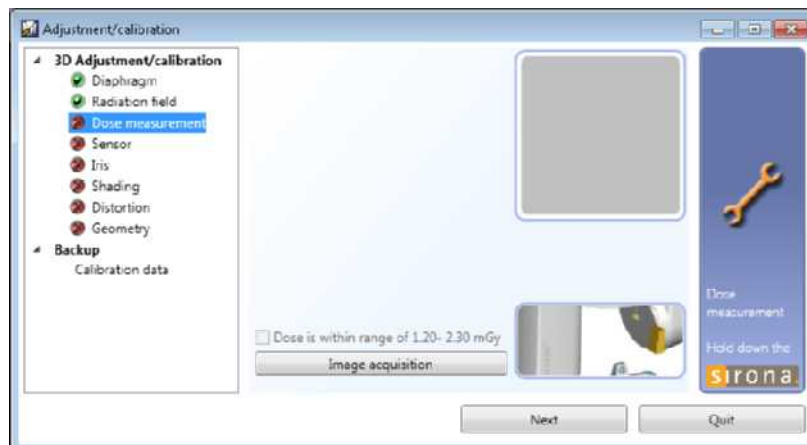 Adjustment/calibration
3D Adjustment/calibration
Diaphragm
Radiation field
Dose measurement
Sensor
Iris
Shading
Distortion
Geometry
Backup
Calibration data
Dose is within range of 1.20- 2.30 mGy
Image acquisition
Dose
measurement
Hold down the
sirona.
Next
Quit